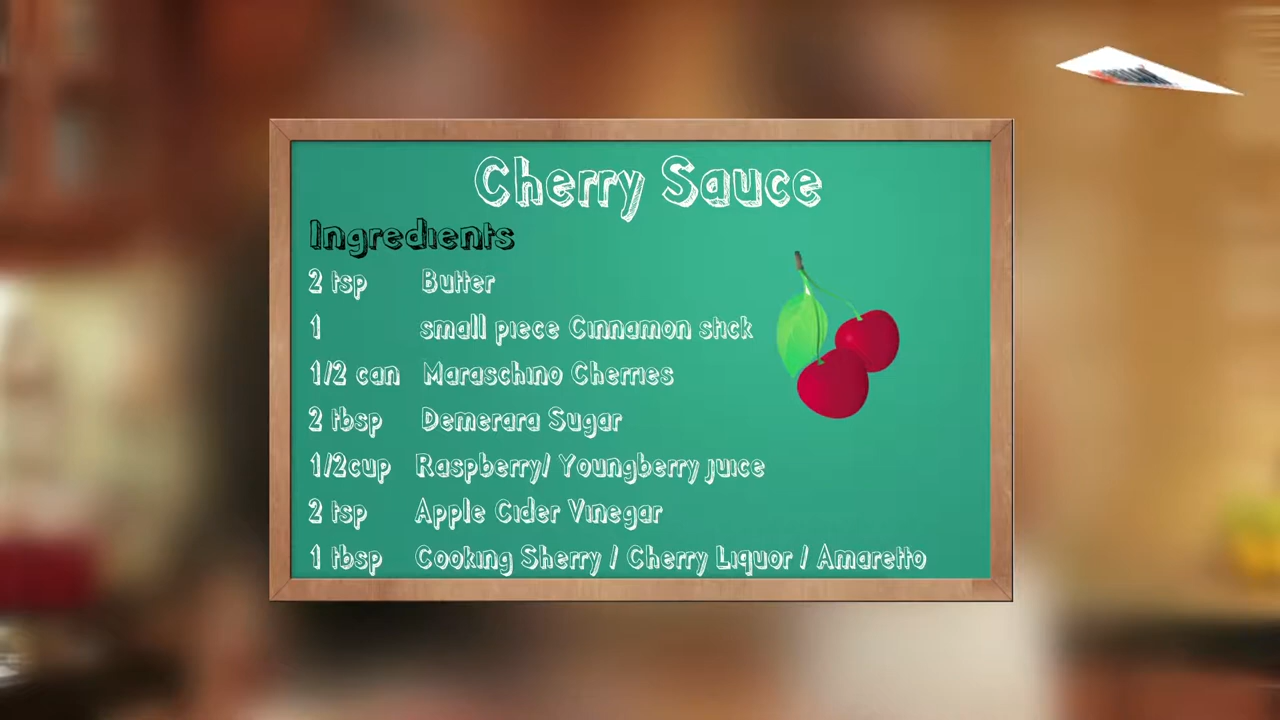 Cherry Sauce
Ingredients
2 tsp Butter
1 small piece Cinnamon stick
1/2 can Maraschino Cherries
2 tbsp Demerara Sugar
1/2cup Raspberry/ Youngberry juice
2 tsp Apple Cider Vinegar
1 tbsp Cooking Sherry / Cherry Liquor / Amaretto